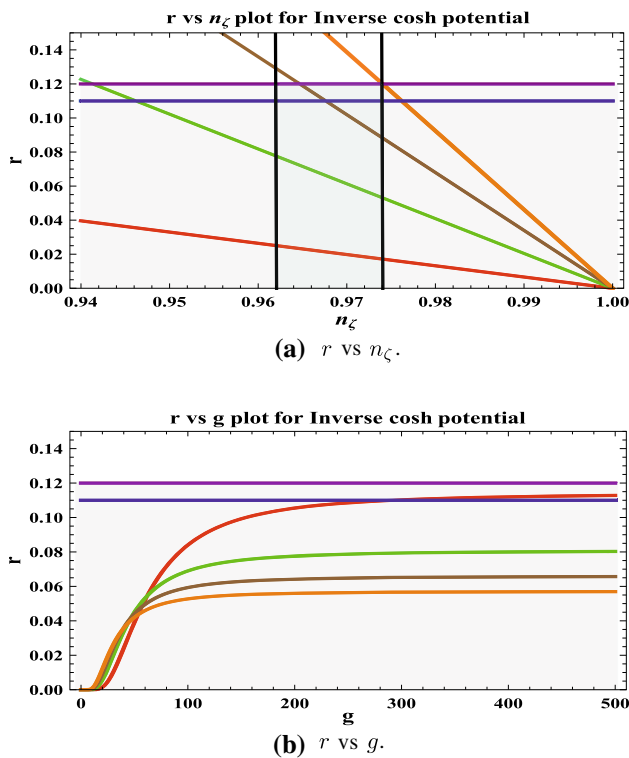 r vs nζ plot for Inverse cosh potential
0.14
0.12
0.10
0.08
0.06
0.04
0.02
0.00
r
0.94 0.95 0.96 0.97 0.98 0.99 1.00
nζ
(a) r vs nζ.
r vs g plot for Inverse cosh potential
0.14
0.12
0.10
0.08
0.06
0.04
0.02
0.00
r
0 100 200 300 400 500
g
(b) r vs g.